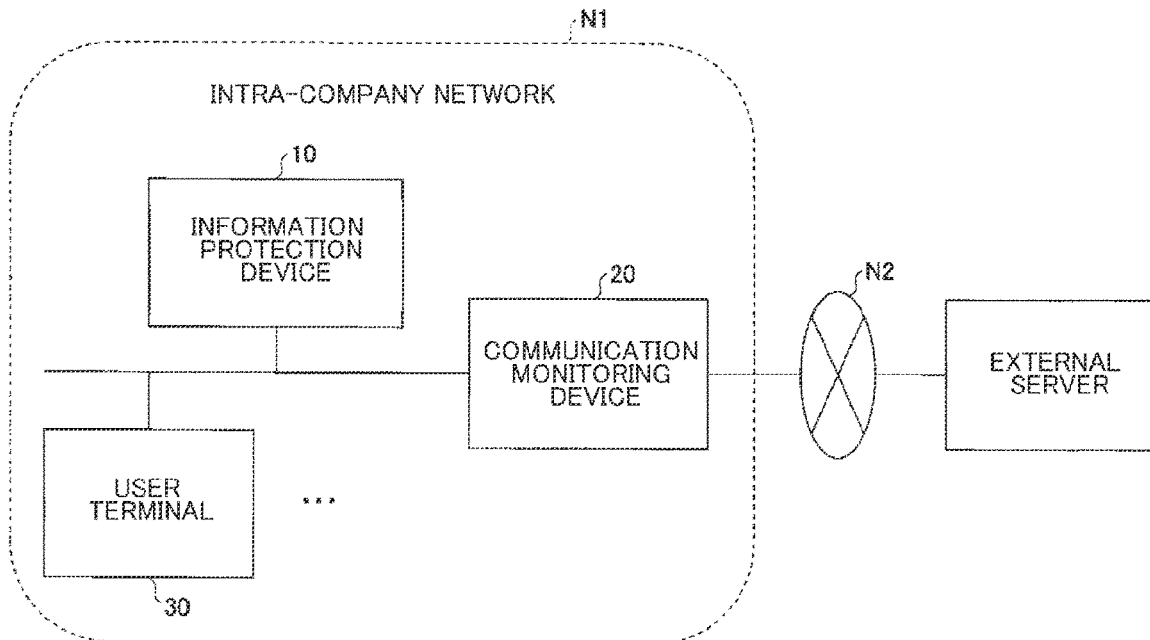 N1
INTRA-COMPANY NETWORK
10
INFORMATION
PROTECTION
DEVICE
20
N2
COMMUNICATION
MONITORING
DEVICE
EXTERNAL
SERVER
USER
TERMINAL
...
30